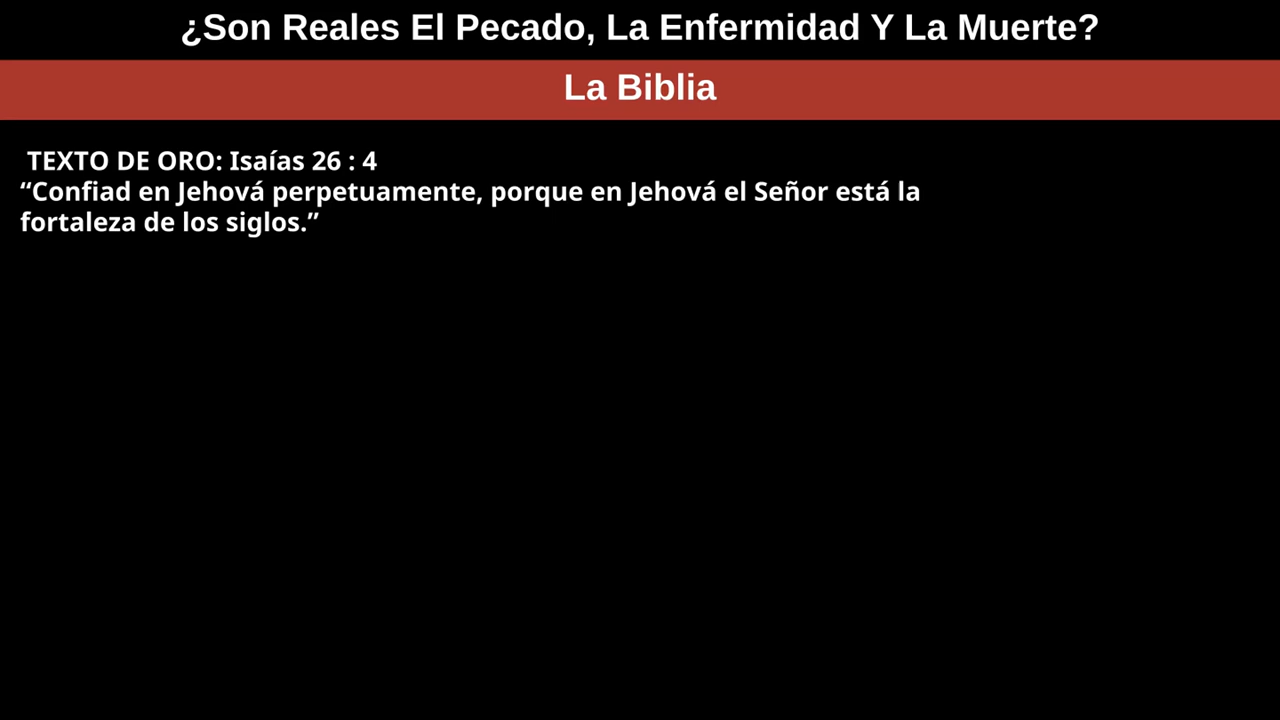 ¿Son Reales El Pecado, La Enfermidad Y La Muerte?
La Biblia
TEXTO DE ORO: Isaías 26 : 4
“Confiad en Jehová perpetuamente, porque en Jehová el Señor está la
fortaleza de los siglos.”